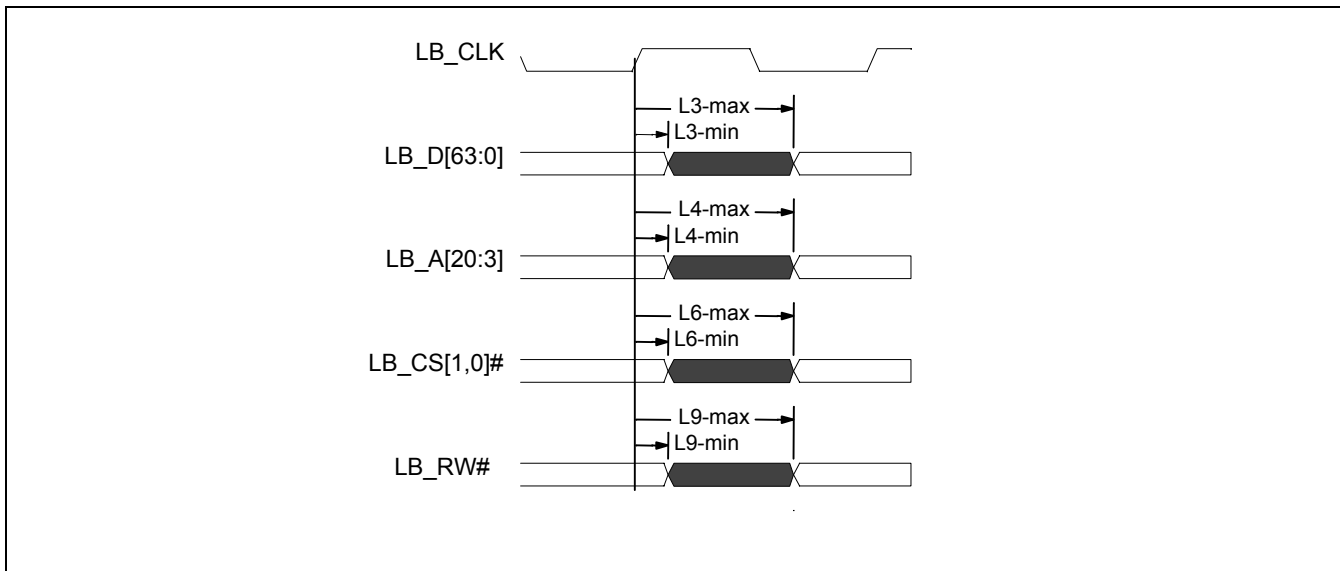 LB_CLK
L3-max
L3-min
LB_D[63:0]
L4-max
L4-min
LB_A[20:3]
L6-max
L6-min
LB_CS[1,0]#
L9-max
L9-min
LB_RW#